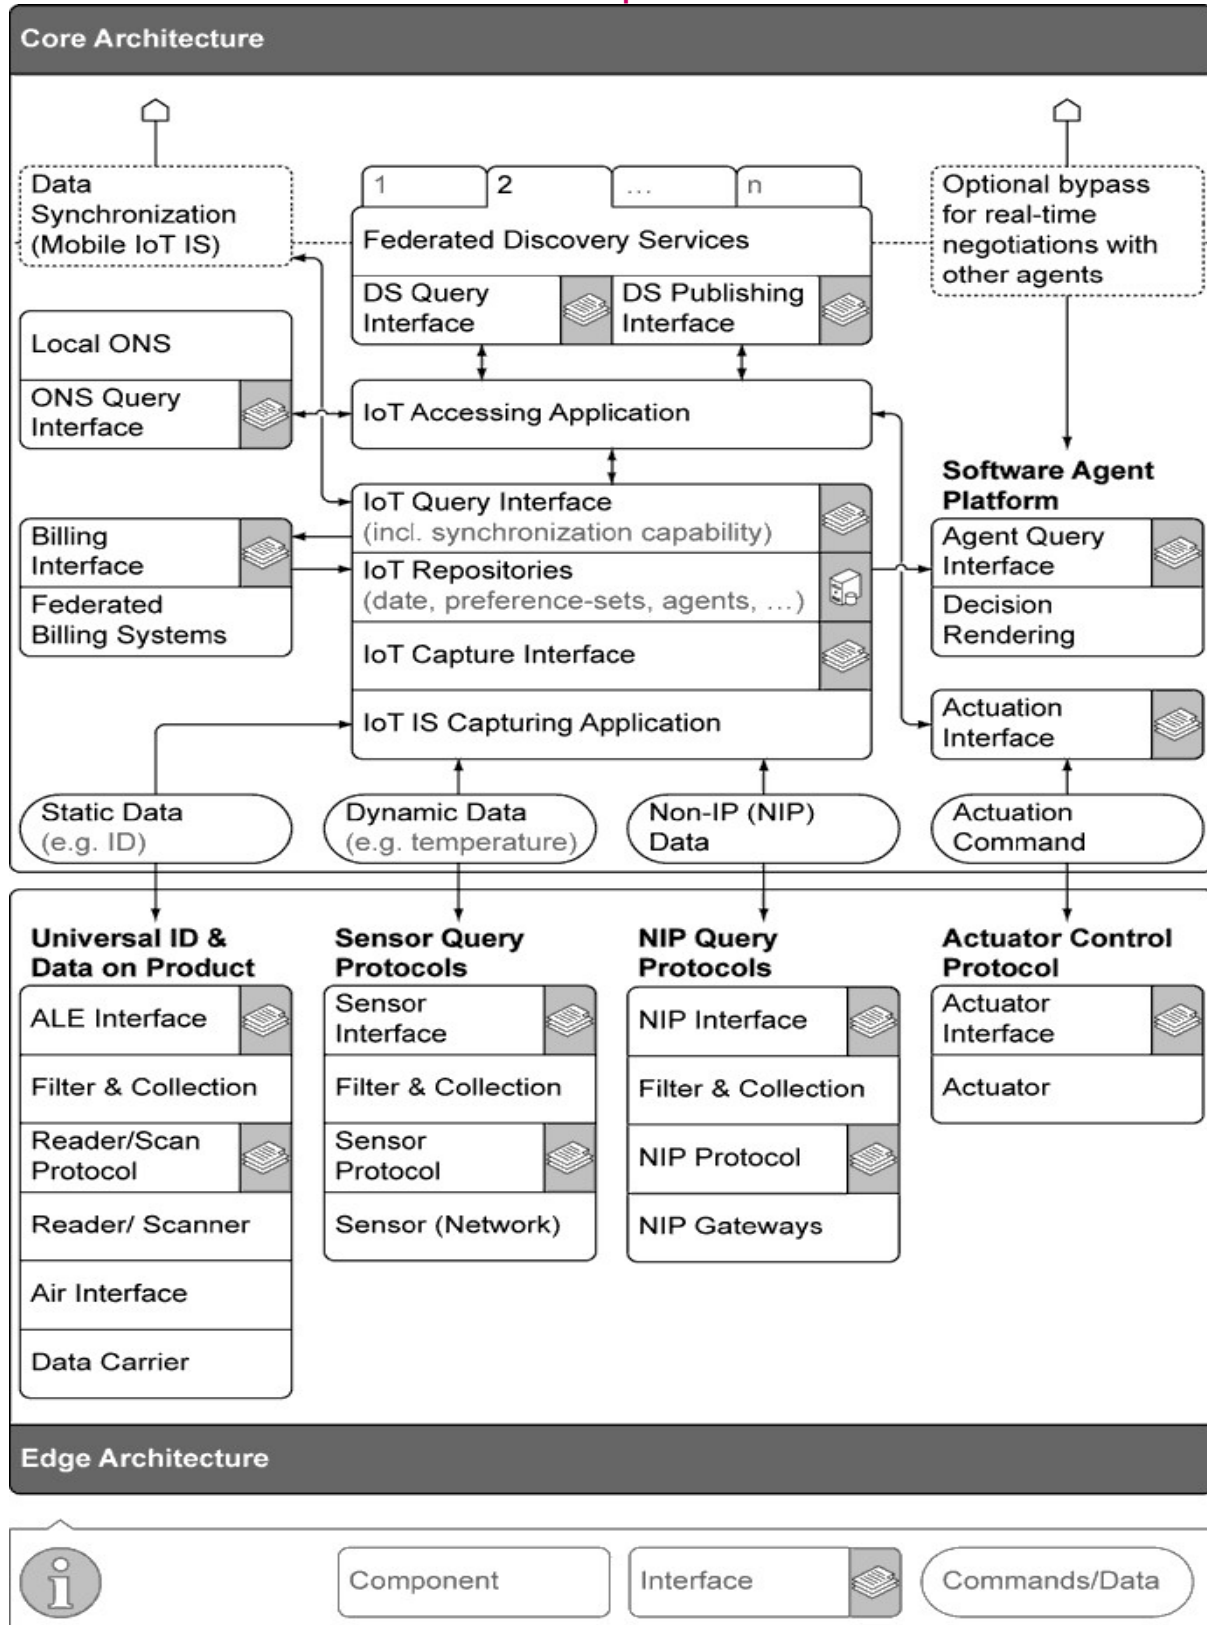 Core Architecture
Data
Synchronization
(Mobile IoT IS)
1
2
...
n
Federated Discovery Services
DS Query
Interface
DS Publishing
Interface
Optional bypass
for real-time
negotiations with
other agents
Local ONS
ONS Query
Interface
IoT Accessing Application
Software Agent
Platform
IoT Query Interface
(incl. synchronization capability)
Billing
Interface
Federated
Billing Systems
IoT Repositories
(date, preference-sets, agents, ...)
Agent Query
Interface
Decision
Rendering
IoT Capture Interface
IoT IS Capturing Application
Actuation
Interface
Static Data
(e.g. ID)
Dynamic Data
(e.g. temperature)
Non-IP (NIP)
Data
Actuation
Command
Universal ID &
Data on Product
ALE Interface
Filter & Collection
Reader/Scan
Protocol
Reader/ Scanner
Air Interface
Data Carrier
Sensor Query
Protocols
Sensor
Interface
Filter & Collection
Sensor
Protocol
Sensor (Network)
NIP Query
Protocols
NIP Interface
Filter & Collection
NIP Protocol
NIP Gateways
Actuator Control
Protocol
Actuator
Interface
Actuator
Edge Architecture
i
Component
Interface
Commands/Data